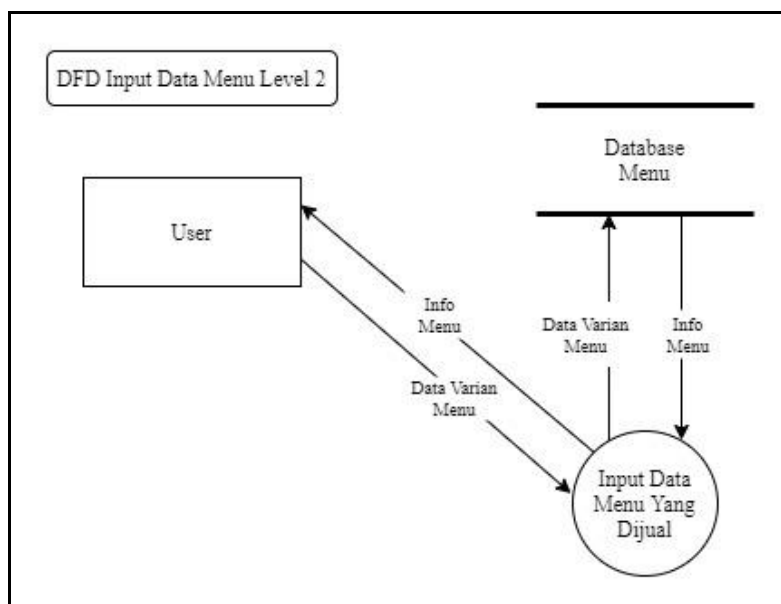 DFD Input Data Menu Level 2
Database
Menu
User
Info
Menu
Data Varian
Menu
Info
Menu
Data Varian
Menu
Input Data
Menu Yang
Dijual